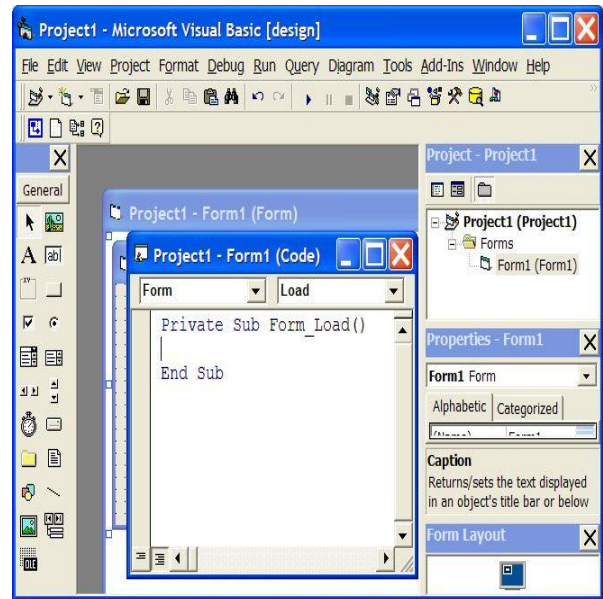 Project1 - Microsoft Visual Basic [design]
File Edit View Project Format Debug Run Query Diagram Tools Add-Ins Window Help
General
A
ab
XY
OLE
Project1 - Form1 (Form)
Project1 - Form1 (Code)
Form
Load
Private Sub Form_Load()
End Sub
Project - Project1
Project1 (Project1)
Forms
Form1 (Form1)
Properties - Form1
Form1 Form
Alphabetic Categorized
Caption
Returns/sets the text displayed
in an object's title bar or below
Form Layout